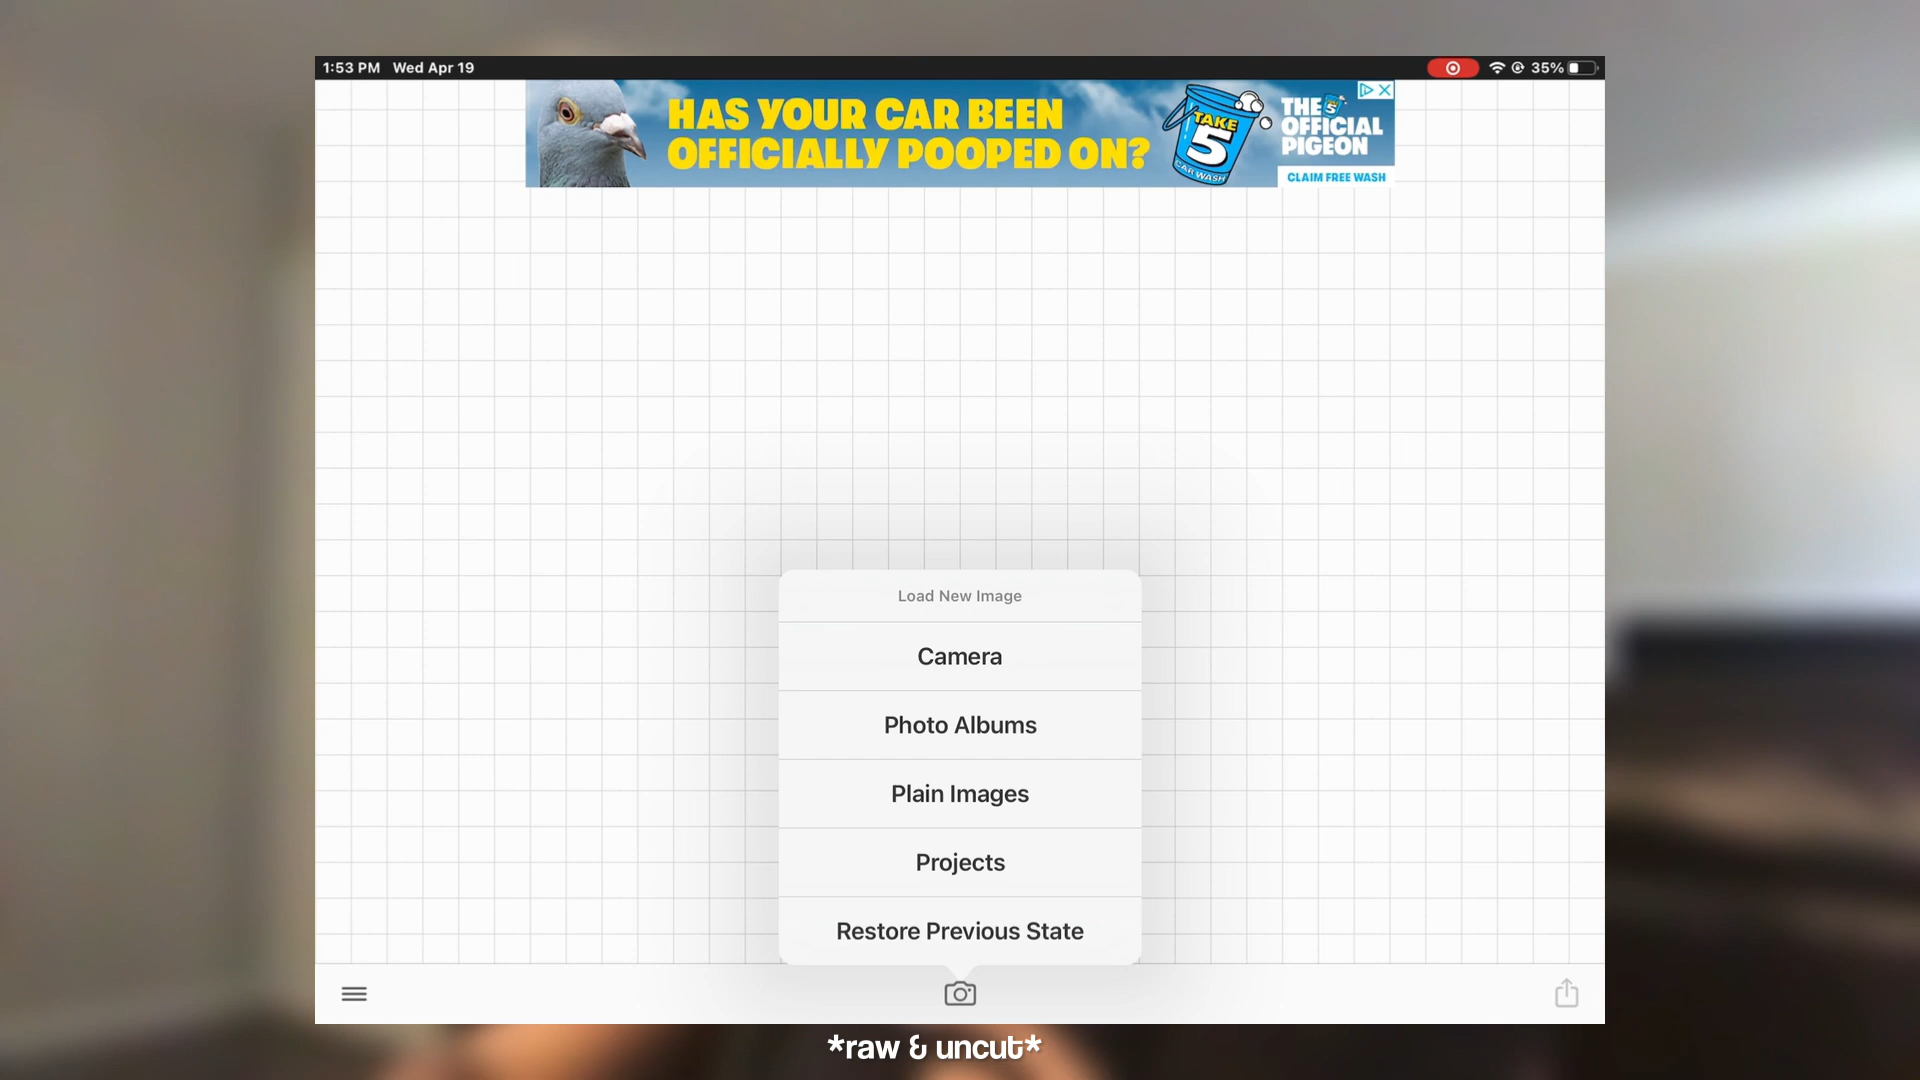 1:53 PM Wed Apr 19
35%
HAS YOUR CAR BEEN
OFFICIALLY POOPED ON?
TAKE
5
CAR WASH
THE 5
OFFICIAL
PIGEON
CLAIM FREE WASH
Load New Image
Camera
Photo Albums
Plain Images
Projects
Restore Previous State
*raw & uncut*